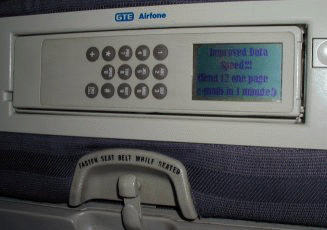 GTE Airfone
Improved Data
Speed!!!
(Send 12 one page
e-mails in 1 minute!)
FASTEN SEAT BELT WHILE SEATED